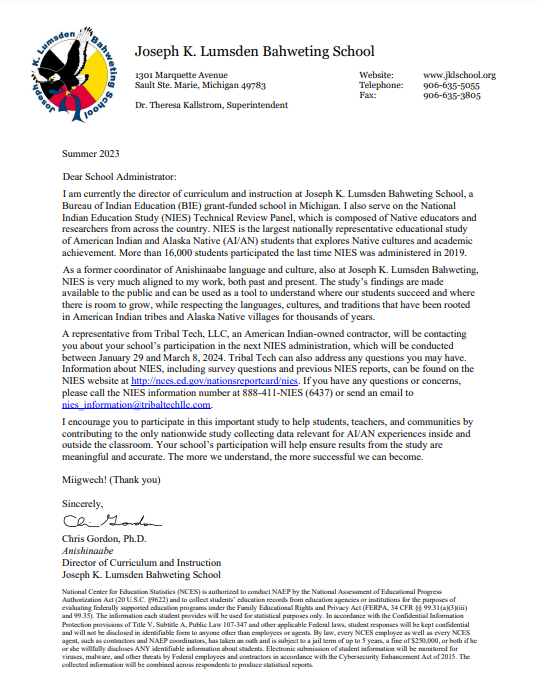 Joseph K. Lumsden Bahweting School
Joseph K. Lumsden Bahweting School
1301 Marquette Avenue
Sault Ste. Marie, Michigan 49783
Dr. Theresa Kallstrom, Superintendent
Website: www.jklschool.org
Telephone: 906-635-5055
Fax: 906-635-3805
Summer 2023
Dear School Administrator:
I am currently the director of curriculum and instruction at Joseph K. Lumsden Bahweting School, a
Bureau of Indian Education (BIE) grant-funded school in Michigan. I also serve on the National
Indian Education Study (NIES) Technical Review Panel, which is composed of Native educators and
researchers from across the country. NIES is the largest nationally representative educational study
of American Indian and Alaska Native (AI/AN) students that explores Native cultures and academic
achievement. More than 16,000 students participated the last time NIES was administered in 2019.
As a former coordinator of Anishinaabe language and culture, also at Joseph K. Lumsden Bahweting,
NIES is very much aligned to my work, both past and present. The study's findings are made
available to the public and can be used as a tool to understand where our students succeed and where
there is room to grow, while respecting the languages, cultures, and traditions that have been rooted
in American Indian tribes and Alaska Native villages for thousands of years.
A representative from Tribal Tech, LLC, an American Indian-owned contractor, will be contacting
you about your school's participation in the next NIES administration, which will be conducted
between January 29 and March 8, 2024. Tribal Tech can also address any questions you may have.
Information about NIES, including survey questions and previous NIES reports, can be found on the
NIES website at http://nces.ed.gov/nationsreportcard/nies. If you have any questions or concerns,
please call the NIES information number at 888-411-NIES (6437) or send an email to
nies_information@tribaltechllc.com.
I encourage you to participate in this important study to help students, teachers, and communities by
contributing to the only nationwide study collecting data relevant for AI/AN experiences inside and
outside the classroom. Your school's participation will help ensure results from the study are
meaningful and accurate. The more we understand, the more successful we can become.
Miigwech! (Thank you)
Sincerely,
Chris Gordon, Ph.D.
Anishinaabe
Director of Curriculum and Instruction
Joseph K. Lumsden Bahweting School
National Center for Education Statistics (NCES) is authorized to conduct NAEP by the National Assessment of Educational Progress
Authorization Act (20 U.S.C. §9622) and to collect students' education records from education agencies or institutions for the purposes of
evaluating federally supported education programs under the Family Educational Rights and Privacy Act (FERPA, 34 CFR §§ 99.31(a)(3)(iii)
and 99.35). The information each student provides will be used for statistical purposes only. In accordance with the Confidential Information
Protection provisions of Title V, Subtitle A, Public Law 107-347 and other applicable Federal laws, student responses will be kept confidential
and will not be disclosed in identifiable form to anyone other than employees or agents. By law, every NCES employee as well as every NCES
agent, such as contractors and NAEP coordinators, has taken an oath and is subject to a jail term of up to 5 years, a fine of $250,000, or both if he
or she willfully discloses ANY identifiable information about students. Electronic submission of student information will be monitored for
viruses, malware, and other threats by Federal employees and contractors in accordance with the Cybersecurity Enhancement Act of 2015. The
collected information will be combined across respondents to produce statistical reports.